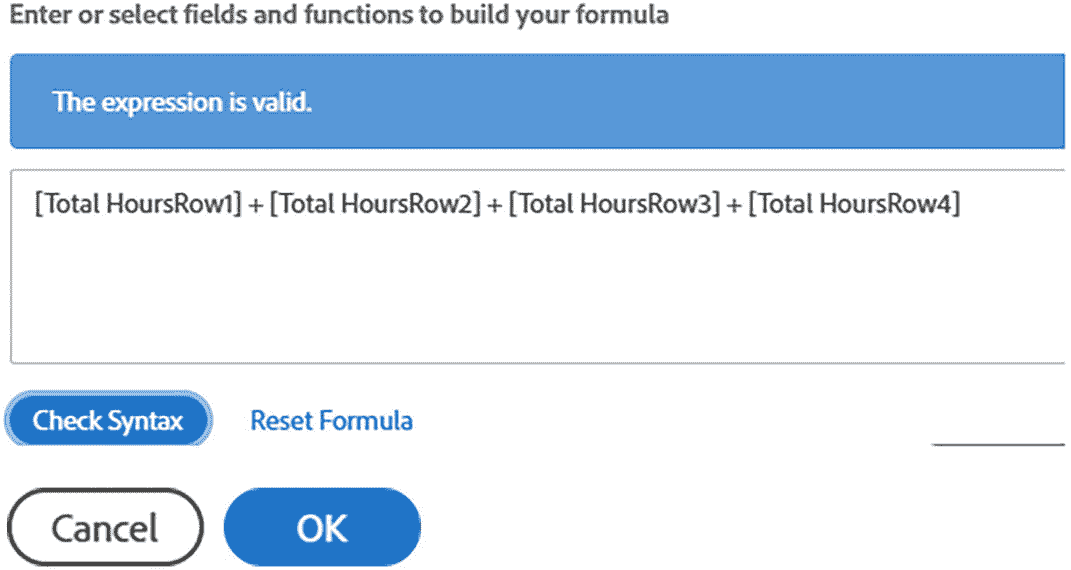 Enter or select fields and functions to build your formula
The expression is valid.
[Total HoursRow1] + [Total HoursRow2] + [Total HoursRow3] + [Total HoursRow4]
Check Syntax Reset Formula
Cancel OK